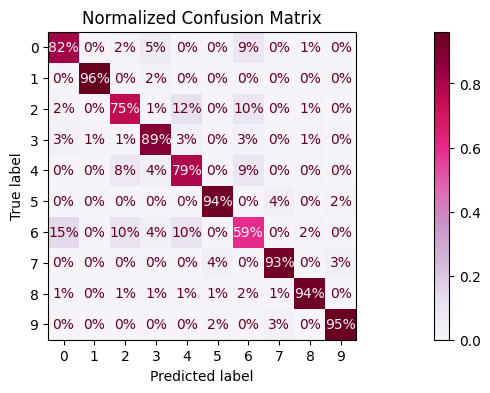 Normalized Confusion Matrix
0 82% 0% 2% 5% 0% 0% 9% 0% 1% 0%
1 0% 96% 0% 2% 0% 0% 0% 0% 0% 0%
2 2% 0% 75% 1% 12% 0% 10% 0% 1% 0%
3 3% 1% 1% 89% 3% 0% 3% 0% 1% 0%
4 0% 0% 8% 4% 79% 0% 9% 0% 0% 0%
5 0% 0% 0% 0% 0% 94% 0% 4% 0% 2%
6 15% 0% 10% 4% 10% 0% 59% 0% 2% 0%
7 0% 0% 0% 0% 0% 4% 0% 93% 0% 3%
8 1% 0% 1% 1% 1% 2% 1% 1% 94% 0%
9 0% 0% 0% 0% 0% 2% 0% 3% 0% 95%
0 1 2 3 4 5 6 7 8 9
Predicted label
True label
0.8
0.6
0.4
0.2
0.0